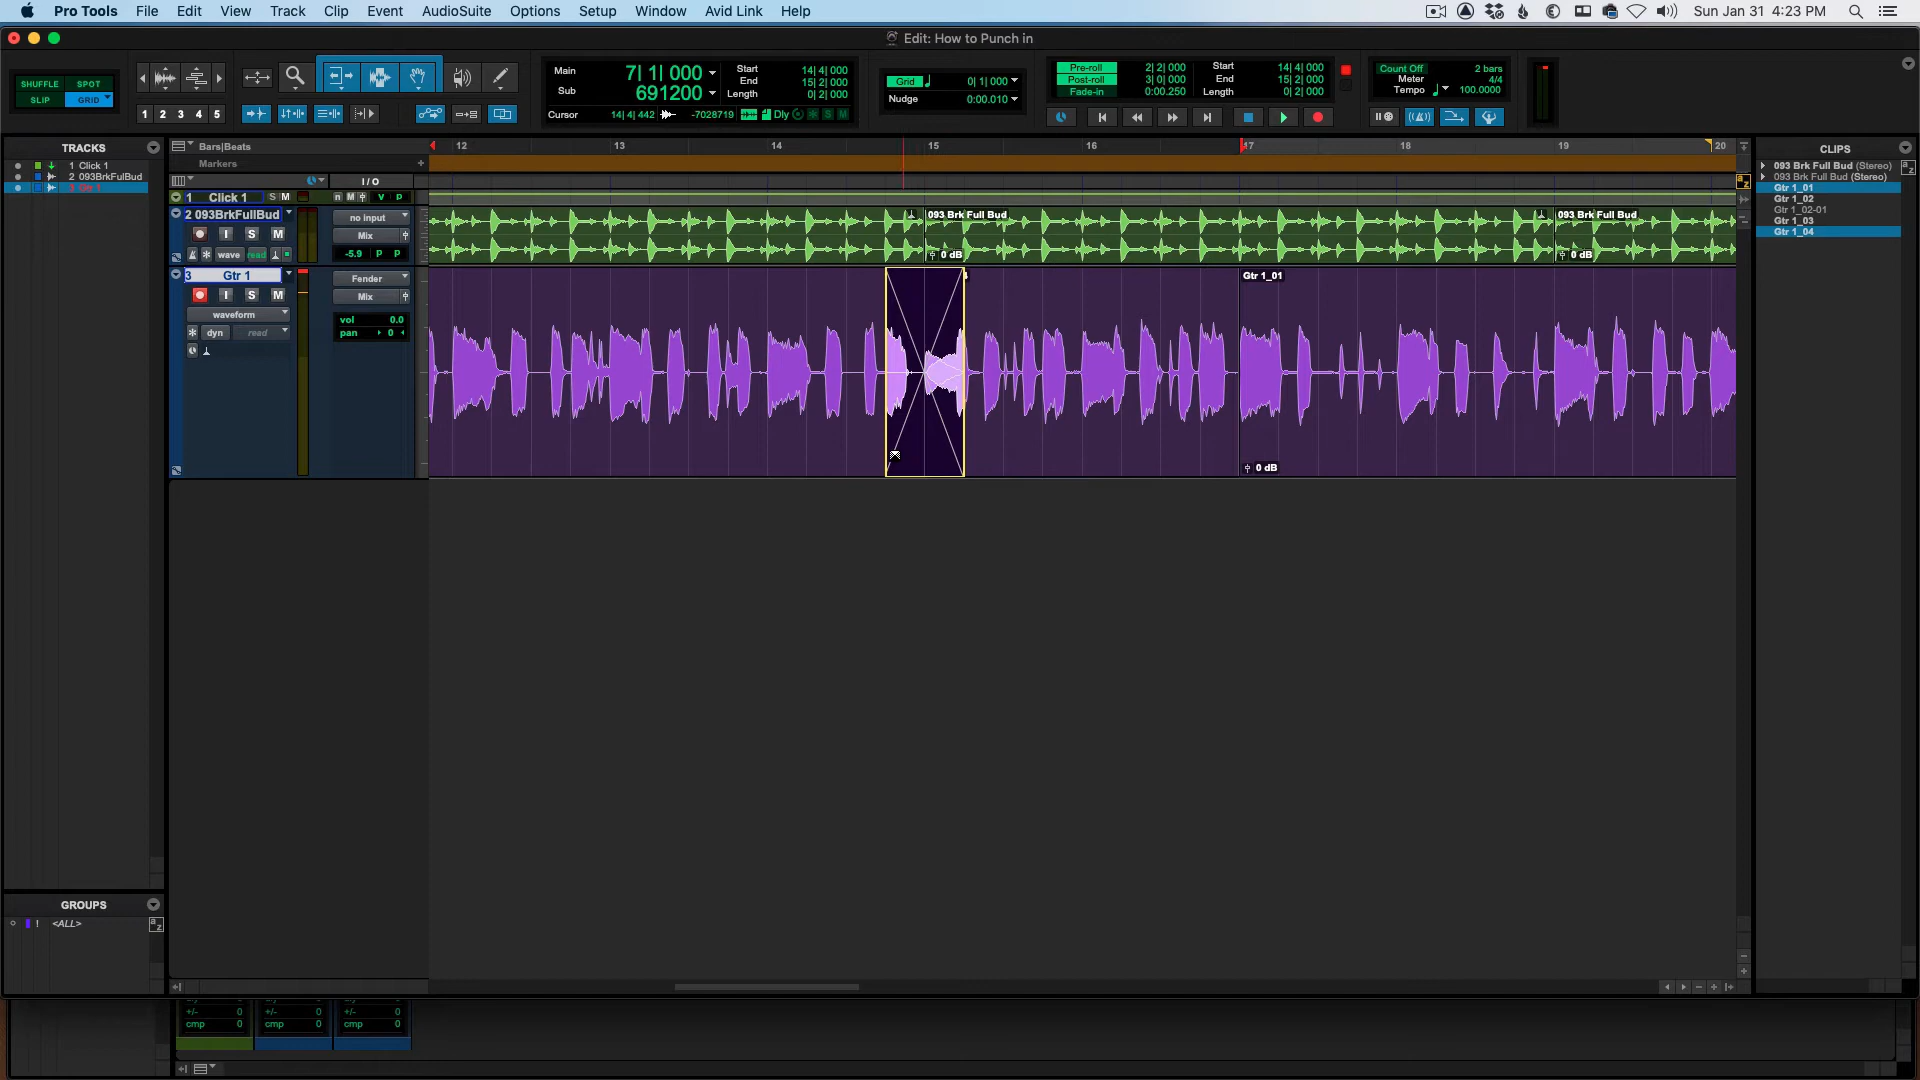 Pro Tools File Edit View Track Clip Event AudioSuite Options Setup Window Avid Link Help
Sun Jan 31 4:23 PM
Edit: How to Punch in
SHUFFLE SPOT
SLIP GRID
1 2 3 4 5
Main 7| 1| 000
Sub 691200
Start 14| 4| 000
End 15| 2| 000
Length 0| 2| 000
Cursor 14| 4| 442 -7028719 Dly S M
Grid 0| 1| 000
Nudge 0:00.010
Pre-roll 2| 2| 000
Post-roll 3| 0| 000
Fade-in 0:00.250
Start 14| 4| 000
End 15| 2| 000
Length 0| 2| 000
Count Off 2 bars
Meter 4/4
Tempo 100.0000
TRACKS
1 Click 1
2 093BrkFulBud
3 Gtr 1
Bars|Beats
Markers
I / O
12 13 14 15 16 17 18 19 20
1 Click 1 S M n M V P
2 093BrkFullBud
I S M
wave read
no input
Mix
-5.9 P P
093 Brk Full Bud
0 dB
093 Brk Full Bud
0 dB
3 Gtr 1
I S M
waveform
dyn read
Fender
Mix
vol 0.0
pan 0
Gtr 1_01
0 dB
CLIPS
093 Brk Full Bud (Stereo)
093 Brk Full Bud (Stereo)
Gtr 1_01
Gtr 1_02
Gtr 1_02-01
Gtr 1_03
Gtr 1_04
a z
GROUPS
! <ALL>
a z
+/- 0 +/- 0 +/- 0
cmp 0 cmp 0 cmp 0